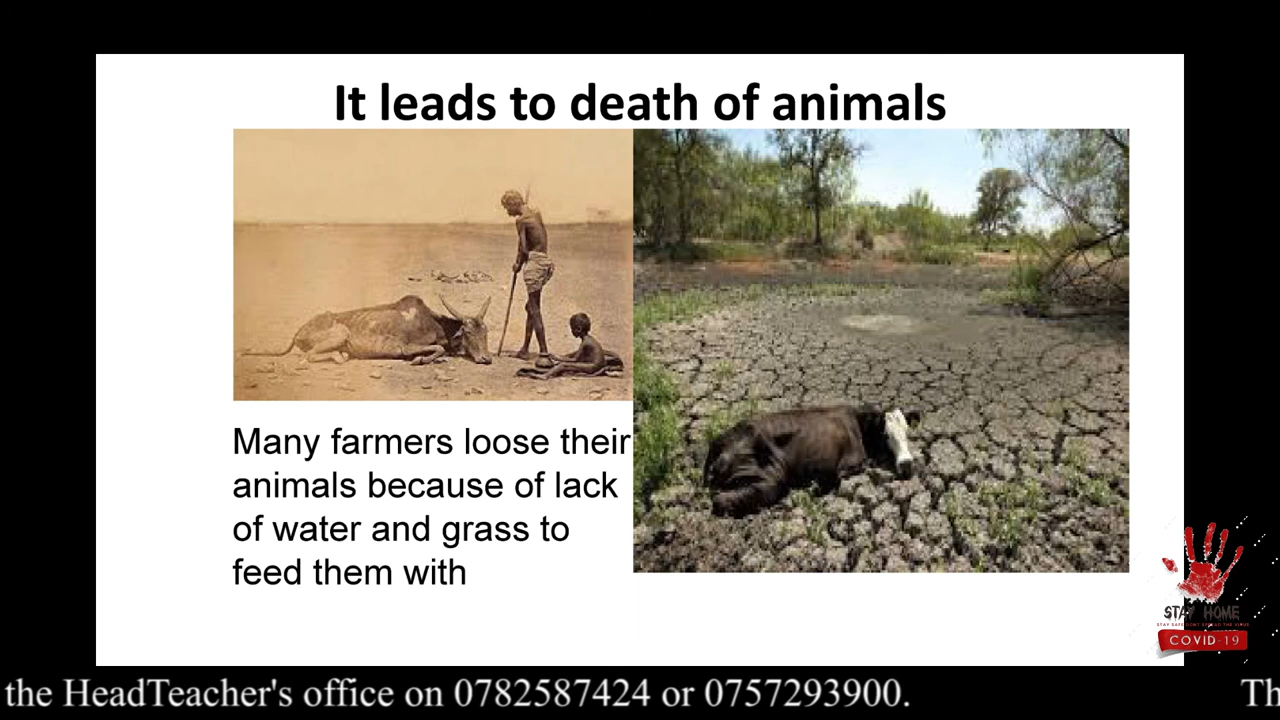 It leads to death of animals
Many farmers loose their
animals because of lack
of water and grass to
feed them with
STAY HOME
COVID-19
the HeadTeacher's office on 0782587424 or 0757293900.
Th